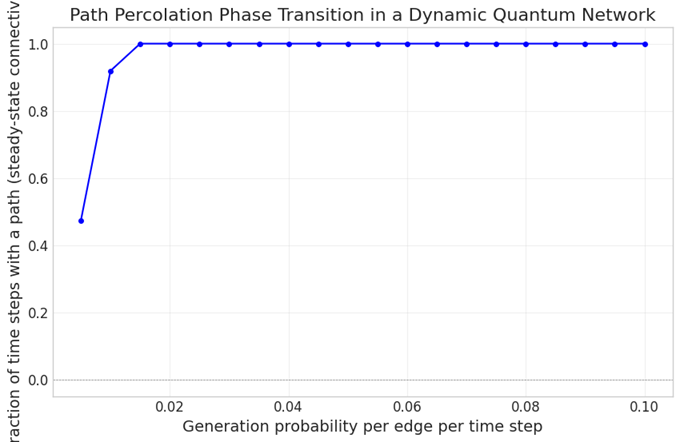 Path Percolation Phase Transition in a Dynamic Quantum Network
raction of time steps with a path (steady-state connectiv
1.0
0.8
0.6
0.4
0.2
0.0
0.02 0.04 0.06 0.08 0.10
Generation probability per edge per time step